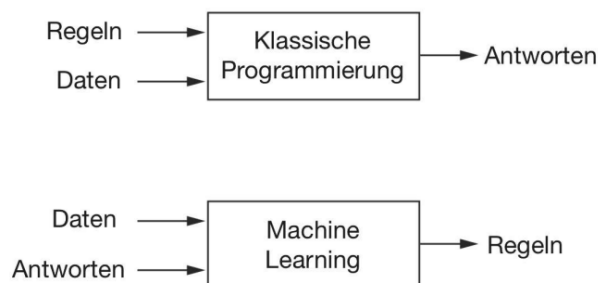 Regeln
Daten
Klassische
Programmierung
Antworten
Daten
Antworten
Machine
Learning
Regeln